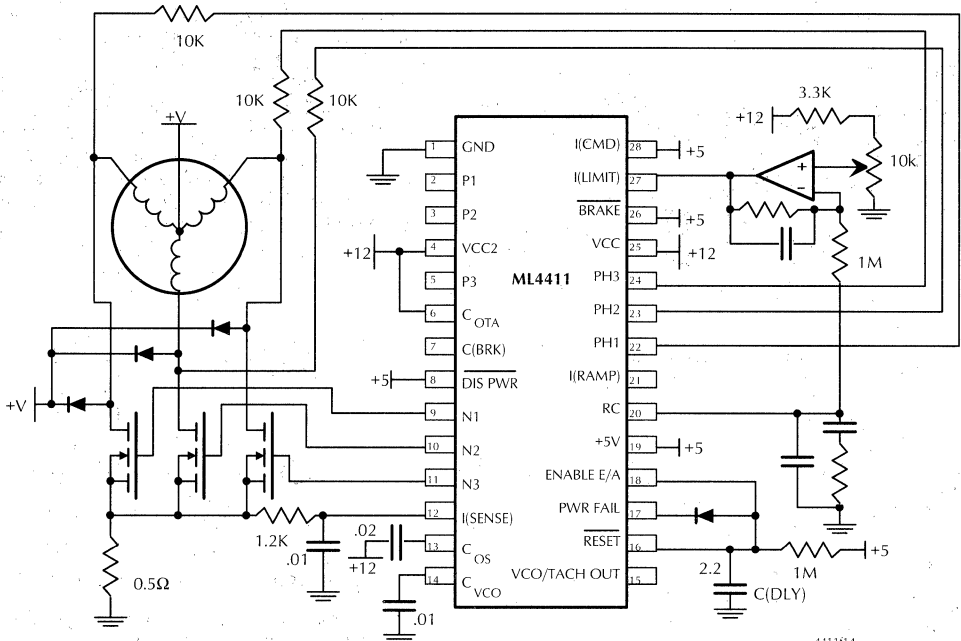 10K
10K
10K
+V
3.3K
+12
10k
+
−
1M
ML4411
1 GND
2 P1
3 P2
+12 4 VCC2
5 P3
6 C OTA
7 C(BRK)
+5 8 DIS PWR
9 N1
10 N2
11 N3
12 I(SENSE)
13 C OS
14 C VCO
I(CMD) 28 +5
I(LIMIT) 27
BRAKE 26 +5
VCC 25 +12
PH3 24
PH2 23
PH1 22
I(RAMP) 21
RC 20
+5V 19 +5
ENABLE E/A 18
PWR FAIL 17
RESET 16
VCO/TACH OUT 15
+V
0.5Ω
1.2K
.01
.02
+12
.01
2.2
C(DLY)
1M
+5